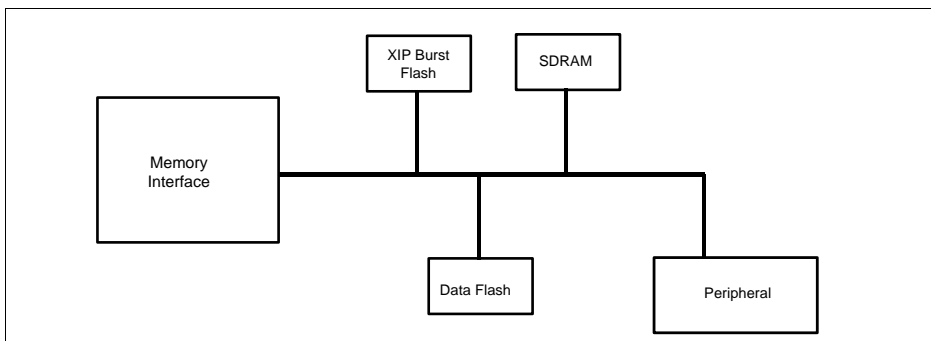 XIP Burst
Flash
SDRAM
Memory
Interface
Data Flash
Peripheral